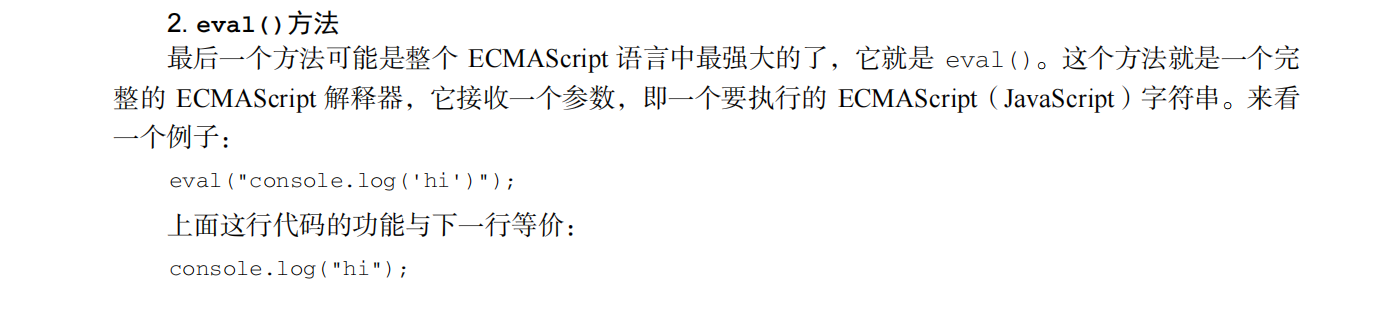 2. eval()方法
最后一个方法可能是整个 ECMAScript 语言中最强大的了，它就是 eval()。这个方法就是一个完
整的 ECMAScript 解释器，它接收一个参数，即一个要执行的 ECMAScript（JavaScript）字符串。来看
一个例子：
eval("console.log('hi')");
上面这行代码的功能与下一行等价：
console.log("hi");